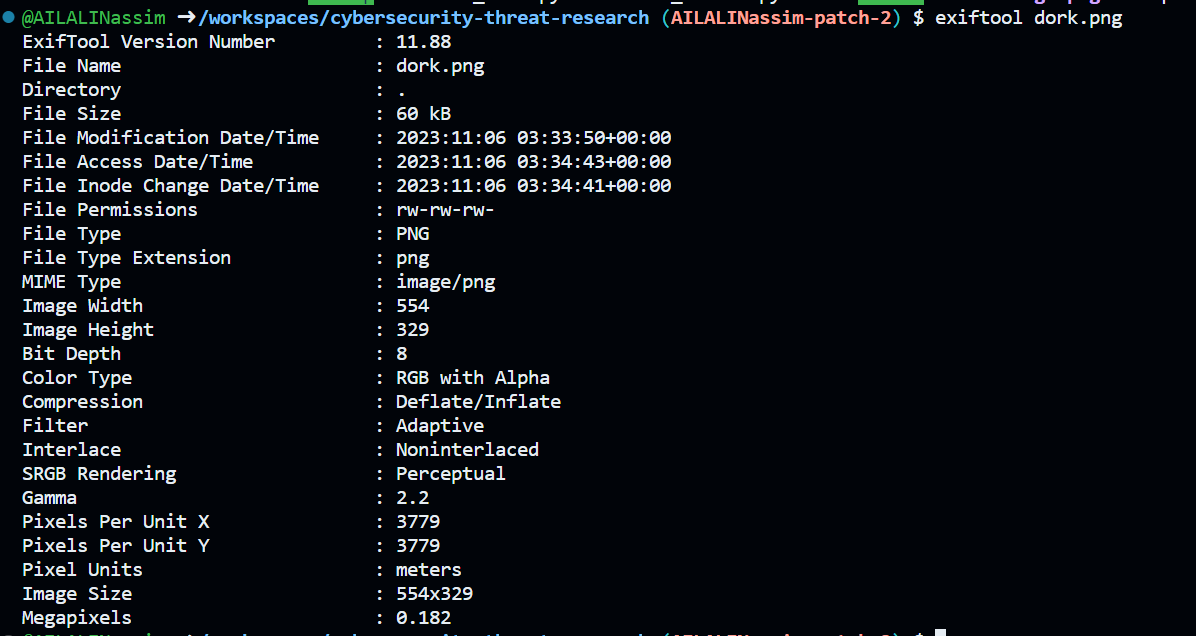 @AILALINassim ➜/workspaces/cybersecurity-threat-research (AILALINassim-patch-2) $ exiftool dork.png
ExifTool Version Number : 11.88
File Name : dork.png
Directory : .
File Size : 60 kB
File Modification Date/Time : 2023:11:06 03:33:50+00:00
File Access Date/Time : 2023:11:06 03:34:43+00:00
File Inode Change Date/Time : 2023:11:06 03:34:41+00:00
File Permissions : rw-rw-rw-
File Type : PNG
File Type Extension : png
MIME Type : image/png
Image Width : 554
Image Height : 329
Bit Depth : 8
Color Type : RGB with Alpha
Compression : Deflate/Inflate
Filter : Adaptive
Interlace : Noninterlaced
SRGB Rendering : Perceptual
Gamma : 2.2
Pixels Per Unit X : 3779
Pixels Per Unit Y : 3779
Pixel Units : meters
Image Size : 554x329
Megapixels : 0.182